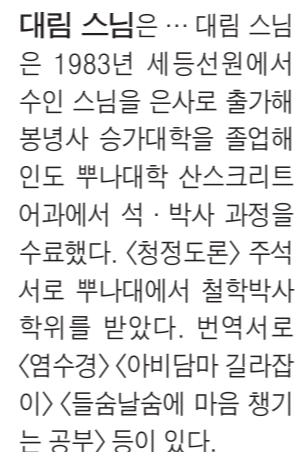 대림 스님은 … 대림 스님
은 1983년 세등선원에서
수인 스님을 은사로 출가해
봉녕사 승가대학을 졸업해
인도 뿌나대학 산스크리트
어과에서 석 · 박사 과정을
수료했다. 〈청정도론〉 주석
서로 뿌나대에서 철학박사
학위를 받았다. 번역서로
〈염수경〉 〈아비담마 길라잡
이〉 〈들숨날숨에 마음 챙기
는 공부〉 등이 있다.